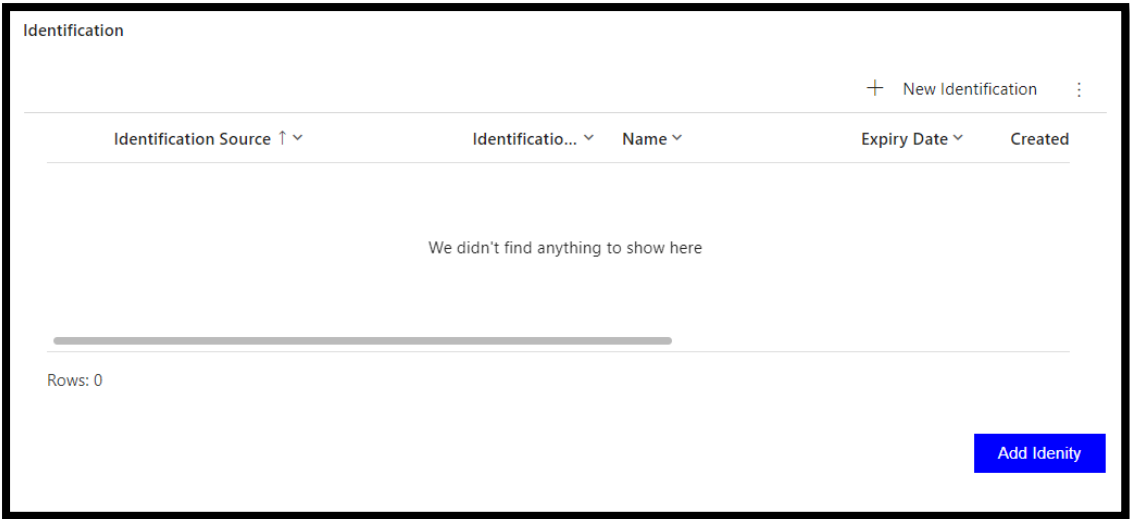 Identification
New Identification
Identification Source Identificatio... Name Expiry Date Created
We didn't find anything to show here
Rows: 0
Add Idenity